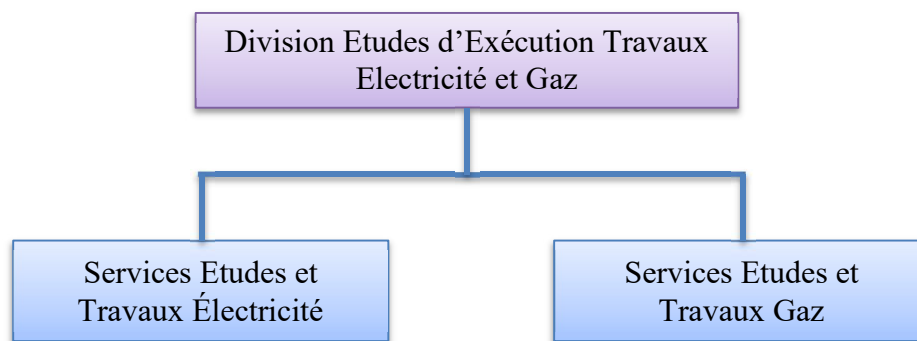 Division Etudes d’Exécution Travaux
Electricité et Gaz
Services Etudes et
Travaux Électricité
Services Etudes et
Travaux Gaz